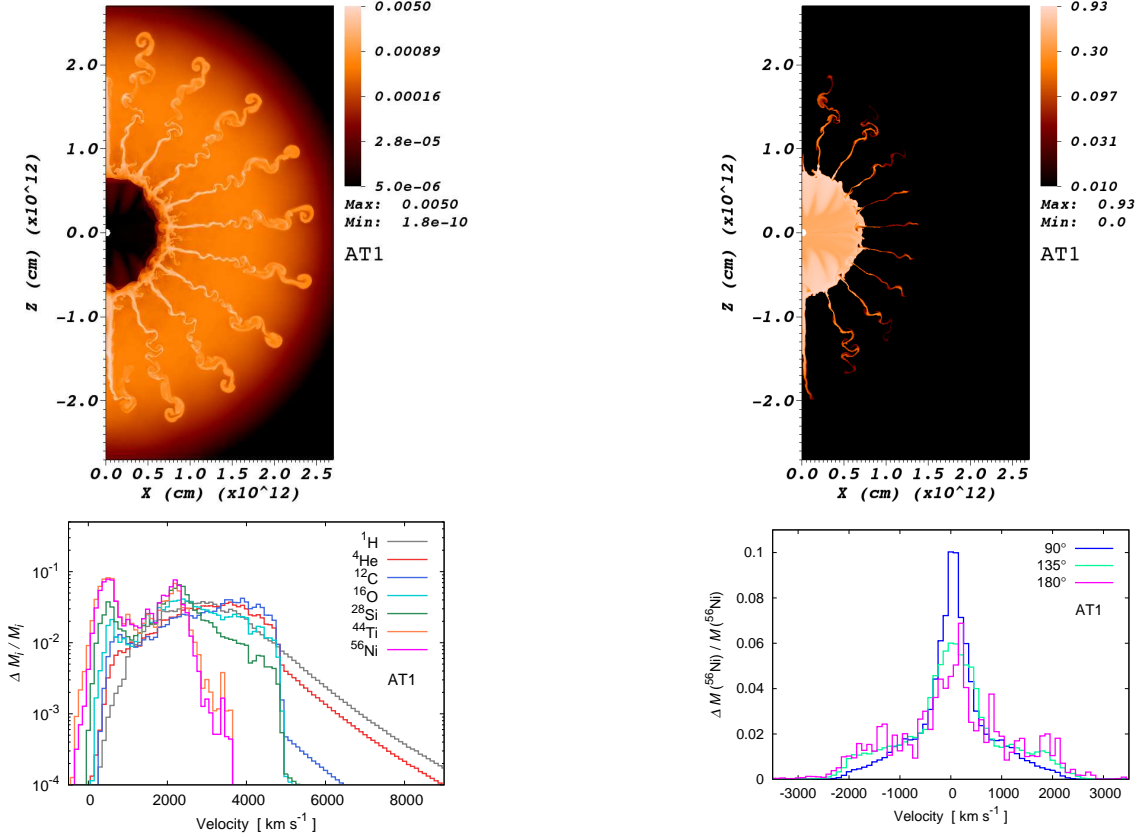 0.0050
0.00089
0.00016
2.8e-05
5.0e-06
Max: 0.0050
Min: 1.8e-10
AT1
2.0
1.0
0.0
-1.0
-2.0
Z (cm) (x10^12)
0.0 0.5 1.0 1.5 2.0 2.5
X (cm) (x10^12)
0.93
0.30
0.097
0.031
0.010
Max: 0.93
Min: 0.0
AT1
2.0
1.0
0.0
-1.0
-2.0
Z (cm) (x10^12)
0.0 0.5 1.0 1.5 2.0 2.5
X (cm) (x10^12)
¹H
⁴He
¹²C
¹⁶O
²⁸Si
⁴⁴Ti
⁵⁶Ni
AT1
10⁻¹
10⁻²
10⁻³
10⁻⁴
Δ Mᵢ / Mᵢ
0 2000 4000 6000 8000
Velocity [ km s⁻¹ ]
90°
135°
180°
AT1
0.1
0.08
0.06
0.04
0.02
0
Δ M (⁵⁶Ni) / M (⁵⁶Ni)
-3000 -2000 -1000 0 1000 2000 3000
Velocity [ km s⁻¹ ]